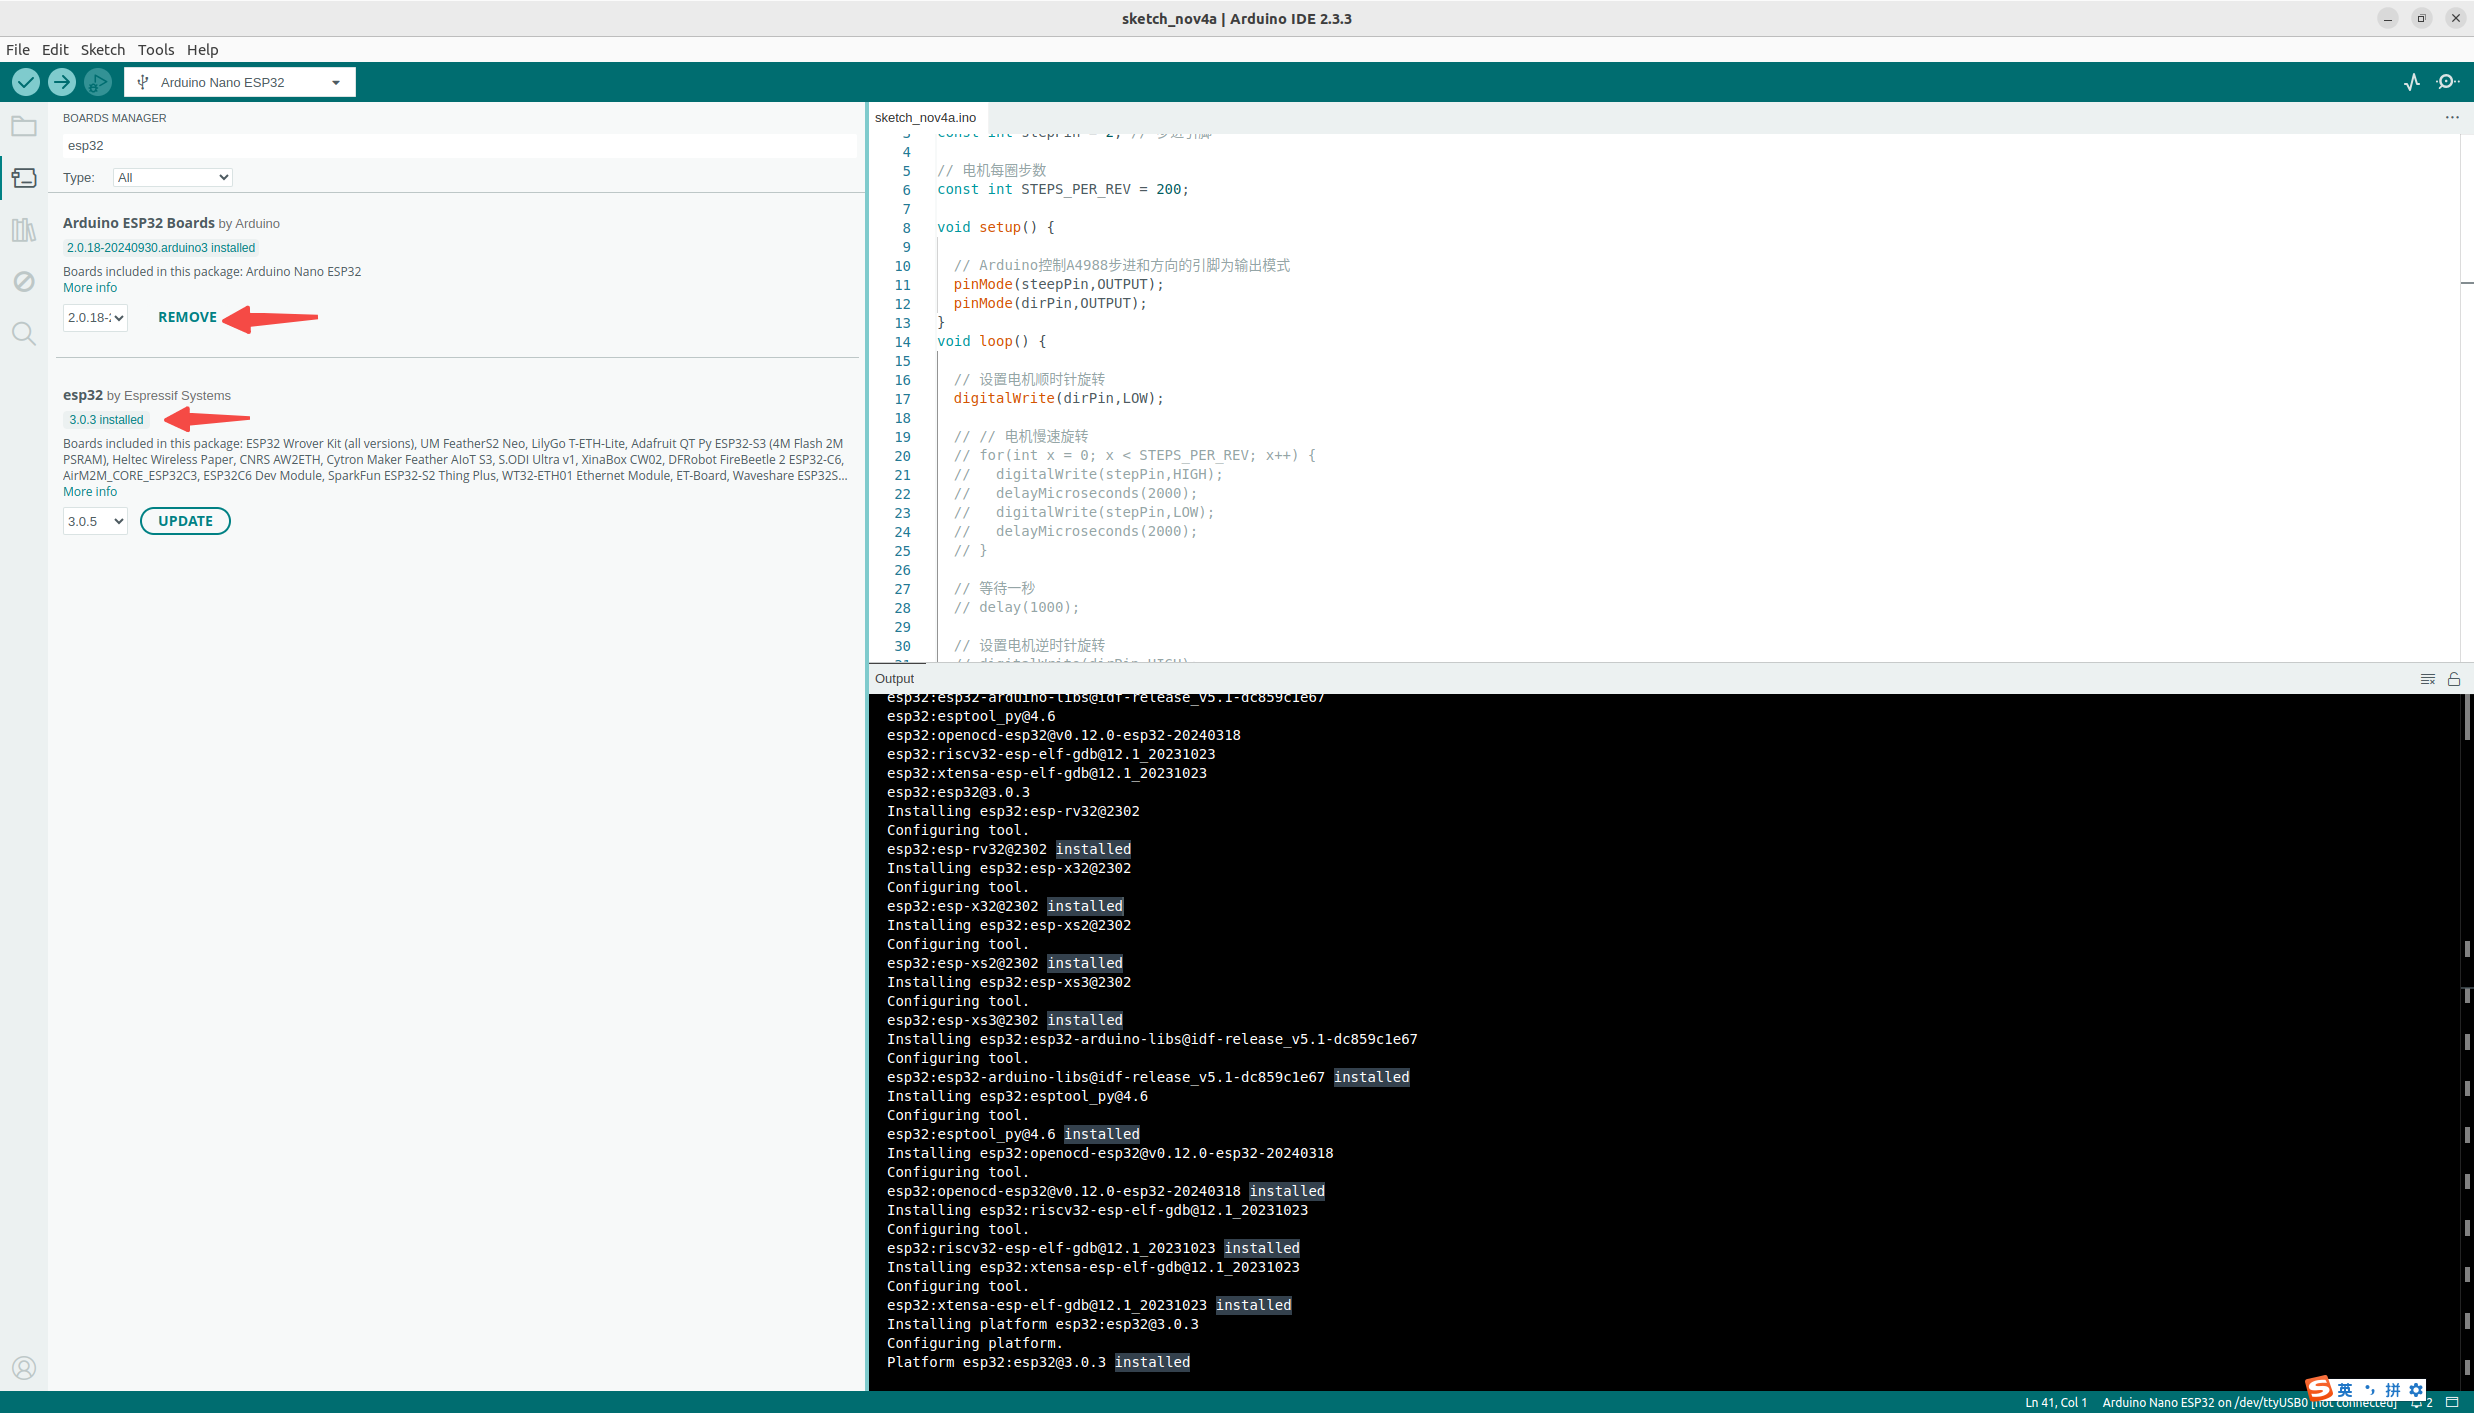 sketch_nov4a | Arduino IDE 2.3.3
File Edit Sketch Tools Help
Arduino Nano ESP32
BOARDS MANAGER
esp32
Type: All
Arduino ESP32 Boards by Arduino
2.0.18-20240930.arduino3 installed
Boards included in this package: Arduino Nano ESP32
More info
2.0.18-: REMOVE
esp32 by Espressif Systems
3.0.3 installed
Boards included in this package: ESP32 Wrover Kit (all versions), UM FeatherS2 Neo, LilyGo T-ETH-Lite, Adafruit QT Py ESP32-S3 (4M Flash 2M
PSRAM), Heltec Wireless Paper, CNRS AW2ETH, Cytron Maker Feather AIoT S3, S.ODI Ultra v1, XinaBox CW02, DFRobot FireBeetle 2 ESP32-C6,
AirM2M_CORE_ESP32C3, ESP32C6 Dev Module, SparkFun ESP32-S2 Thing Plus, WT32-ETH01 Ethernet Module, ET-Board, Waveshare ESP32S...
More info
3.0.5 UPDATE
sketch_nov4a.ino
3 const int stepPin = 2; // 步进引脚
4
5 // 电机每圈步数
6 const int STEPS_PER_REV = 200;
7
8 void setup() {
9
10 // Arduino控制A4988步进和方向的引脚为输出模式
11 pinMode(steepPin,OUTPUT);
12 pinMode(dirPin,OUTPUT);
13 }
14 void loop() {
15
16 // 设置电机顺时针旋转
17 digitalWrite(dirPin,LOW);
18
19 // // 电机慢速旋转
20 // for(int x = 0; x < STEPS_PER_REV; x++) {
21 // digitalWrite(stepPin,HIGH);
22 // delayMicroseconds(2000);
23 // digitalWrite(stepPin,LOW);
24 // delayMicroseconds(2000);
25 // }
26
27 // 等待一秒
28 // delay(1000);
29
30 // 设置电机逆时针旋转
31 // digitalWrite(dirPin,HIGH)
Output
esp32:esp32-arduino-libs@idf-release_v5.1-dc859c1e67
esp32:esptool_py@4.6
esp32:openocd-esp32@v0.12.0-esp32-20240318
esp32:riscv32-esp-elf-gdb@12.1_20231023
esp32:xtensa-esp-elf-gdb@12.1_20231023
esp32:esp32@3.0.3
Installing esp32:esp-rv32@2302
Configuring tool.
esp32:esp-rv32@2302 installed
Installing esp32:esp-x32@2302
Configuring tool.
esp32:esp-x32@2302 installed
Installing esp32:esp-xs2@2302
Configuring tool.
esp32:esp-xs2@2302 installed
Installing esp32:esp-xs3@2302
Configuring tool.
esp32:esp-xs3@2302 installed
Installing esp32:esp32-arduino-libs@idf-release_v5.1-dc859c1e67
Configuring tool.
esp32:esp32-arduino-libs@idf-release_v5.1-dc859c1e67 installed
Installing esp32:esptool_py@4.6
Configuring tool.
esp32:esptool_py@4.6 installed
Installing esp32:openocd-esp32@v0.12.0-esp32-20240318
Configuring tool.
esp32:openocd-esp32@v0.12.0-esp32-20240318 installed
Installing esp32:riscv32-esp-elf-gdb@12.1_20231023
Configuring tool.
esp32:riscv32-esp-elf-gdb@12.1_20231023 installed
Installing esp32:xtensa-esp-elf-gdb@12.1_20231023
Configuring tool.
esp32:xtensa-esp-elf-gdb@12.1_20231023 installed
Installing platform esp32:esp32@3.0.3
Configuring platform.
Platform esp32:esp32@3.0.3 installed
英 拼
Ln 41, Col 1 Arduino Nano ESP32 on /dev/ttyUSB0 [not connected] 2